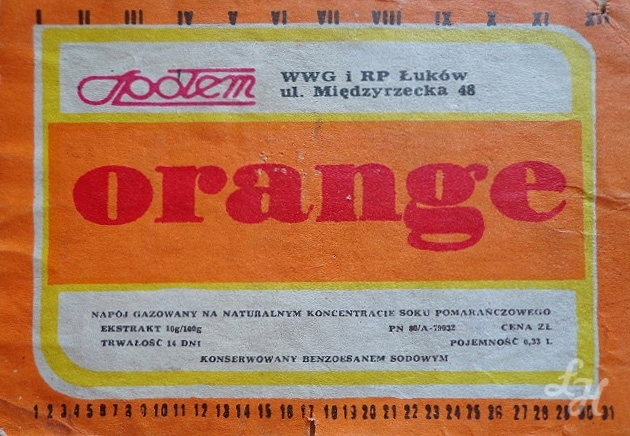 I II III IV V VI VII VIII IX X XI XII
Społem
WWG i RP Łuków
ul. Międzyrzecka 48
orange
NAPÓJ GAZOWANY NA NATURALNYM KONCENTRACIE SOKU POMARAŃCZOWEGO
EKSTRAKT 10g/100g PN 80/A-79032 CENA ZŁ
TRWAŁOŚĆ 14 DNI POJEMNOŚĆ 0,33 l.
KONSERWOWANY BENZOESANEM SODOWYM
LH
1 2 3 4 5 6 7 8 9 10 11 12 13 14 15 16 17 18 19 20 21 22 23 24 25 26 27 28 29 30 31